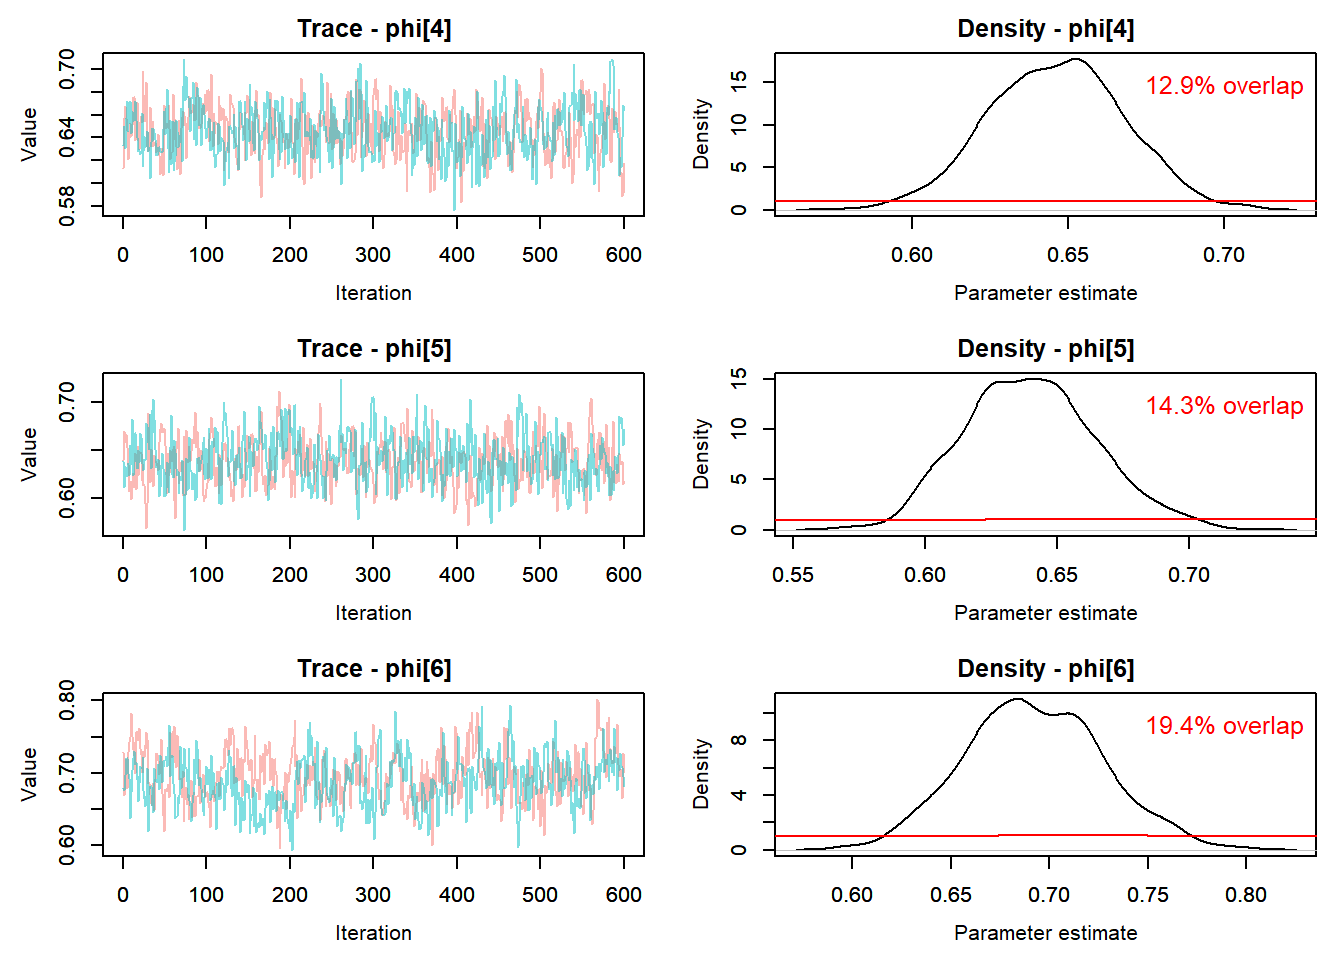 Trace - phi[4]
Value
0.58 0.64 0.70
0 100 200 300 400 500 600
Iteration
Density - phi[4]
12.9% overlap
Density
0 5 10 15
0.60 0.65 0.70
Parameter estimate
Trace - phi[5]
Value
0.60 0.70
0 100 200 300 400 500 600
Iteration
Density - phi[5]
14.3% overlap
Density
0 5 10 15
0.55 0.60 0.65 0.70
Parameter estimate
Trace - phi[6]
Value
0.60 0.70 0.80
0 100 200 300 400 500 600
Iteration
Density - phi[6]
19.4% overlap
Density
0 4 8
0.60 0.65 0.70 0.75 0.80
Parameter estimate